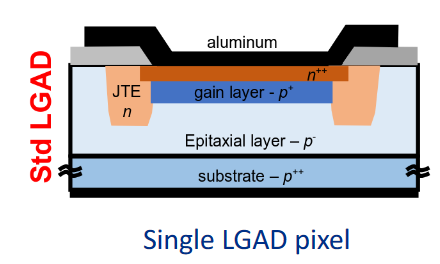 aluminum
n++
gain layer - p+
JTE
n
Std LGAD
Epitaxial layer – p-
substrate – p++
Single LGAD pixel